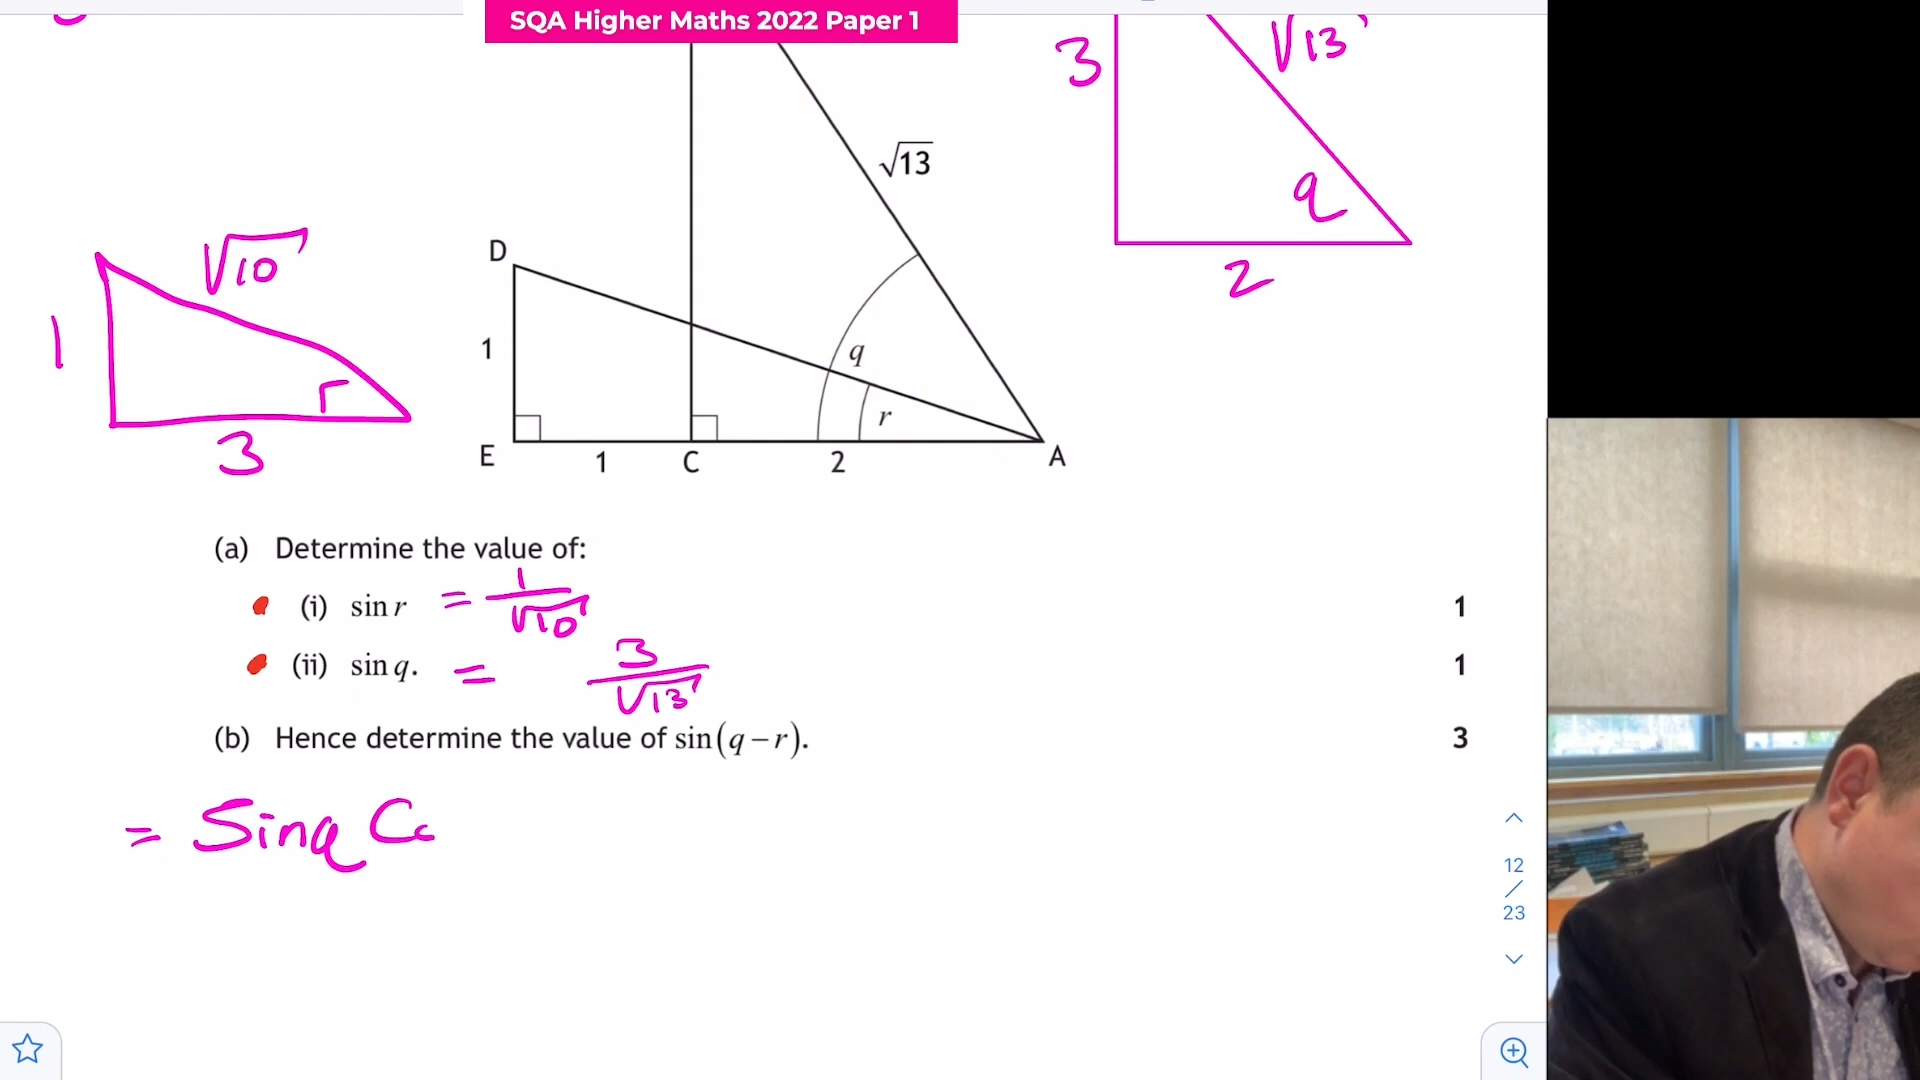 SQA Higher Maths 2022 Paper 1
3
√13
√13
q
2
√10
1
r
3
D
1
q
r
E
1
C
2
A
(a) Determine the value of:
(i) sin r = 1/√10 1
(ii) sin q. = 3/√13 1
(b) Hence determine the value of sin(q – r). 3
= Sinq Cc
12
/
23